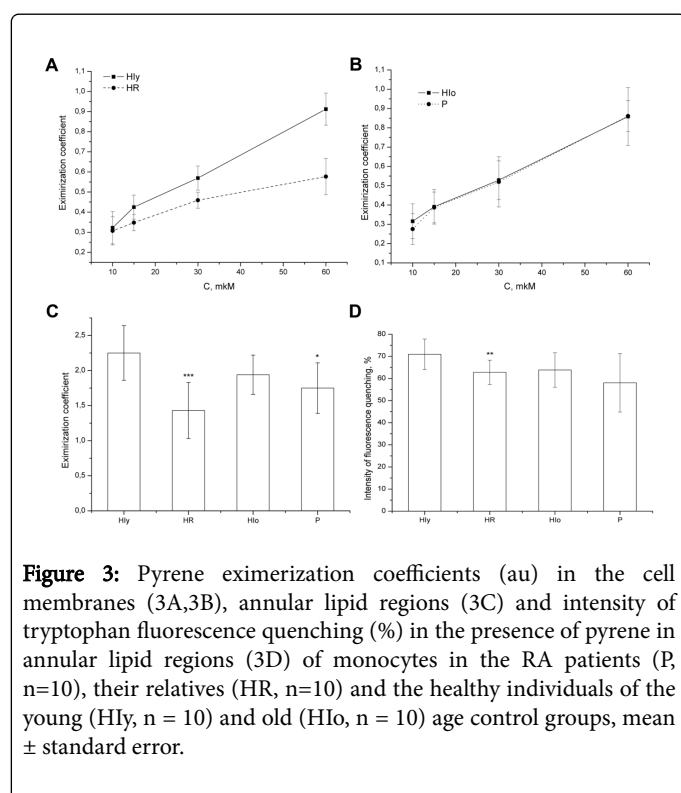 A
HIy
HR
Eximirization coefficient
1,1
1,0
0,9
0,8
0,7
0,6
0,5
0,4
0,3
0,2
10 20 30 40 50 60
C, mkM
B
HIo
P
Eximirization coefficient
1,1
1,0
0,9
0,8
0,7
0,6
0,5
0,4
0,3
0,2
0,1
10 20 30 40 50 60
C, mkM
C
Eximirization coefficient
2,5
2,0
1,5
1,0
0,5
0,0
***
*
HIy HR HIo P
D
Intensity of fluorescence quenching, %
100
90
80
70
60
50
40
30
20
10
0
**
HIy HR HIo P
Figure 3: Pyrene eximerization coefficients (au) in the cell
membranes (3A,3B), annular lipid regions (3C) and intensity of
tryptophan fluorescence quenching (%) in the presence of pyrene in
annular lipid regions (3D) of monocytes in the RA patients (P,
n=10), their relatives (HR, n=10) and the healthy individuals of the
young (HIy, n = 10) and old (HIo, n = 10) age control groups, mean
± standard error.